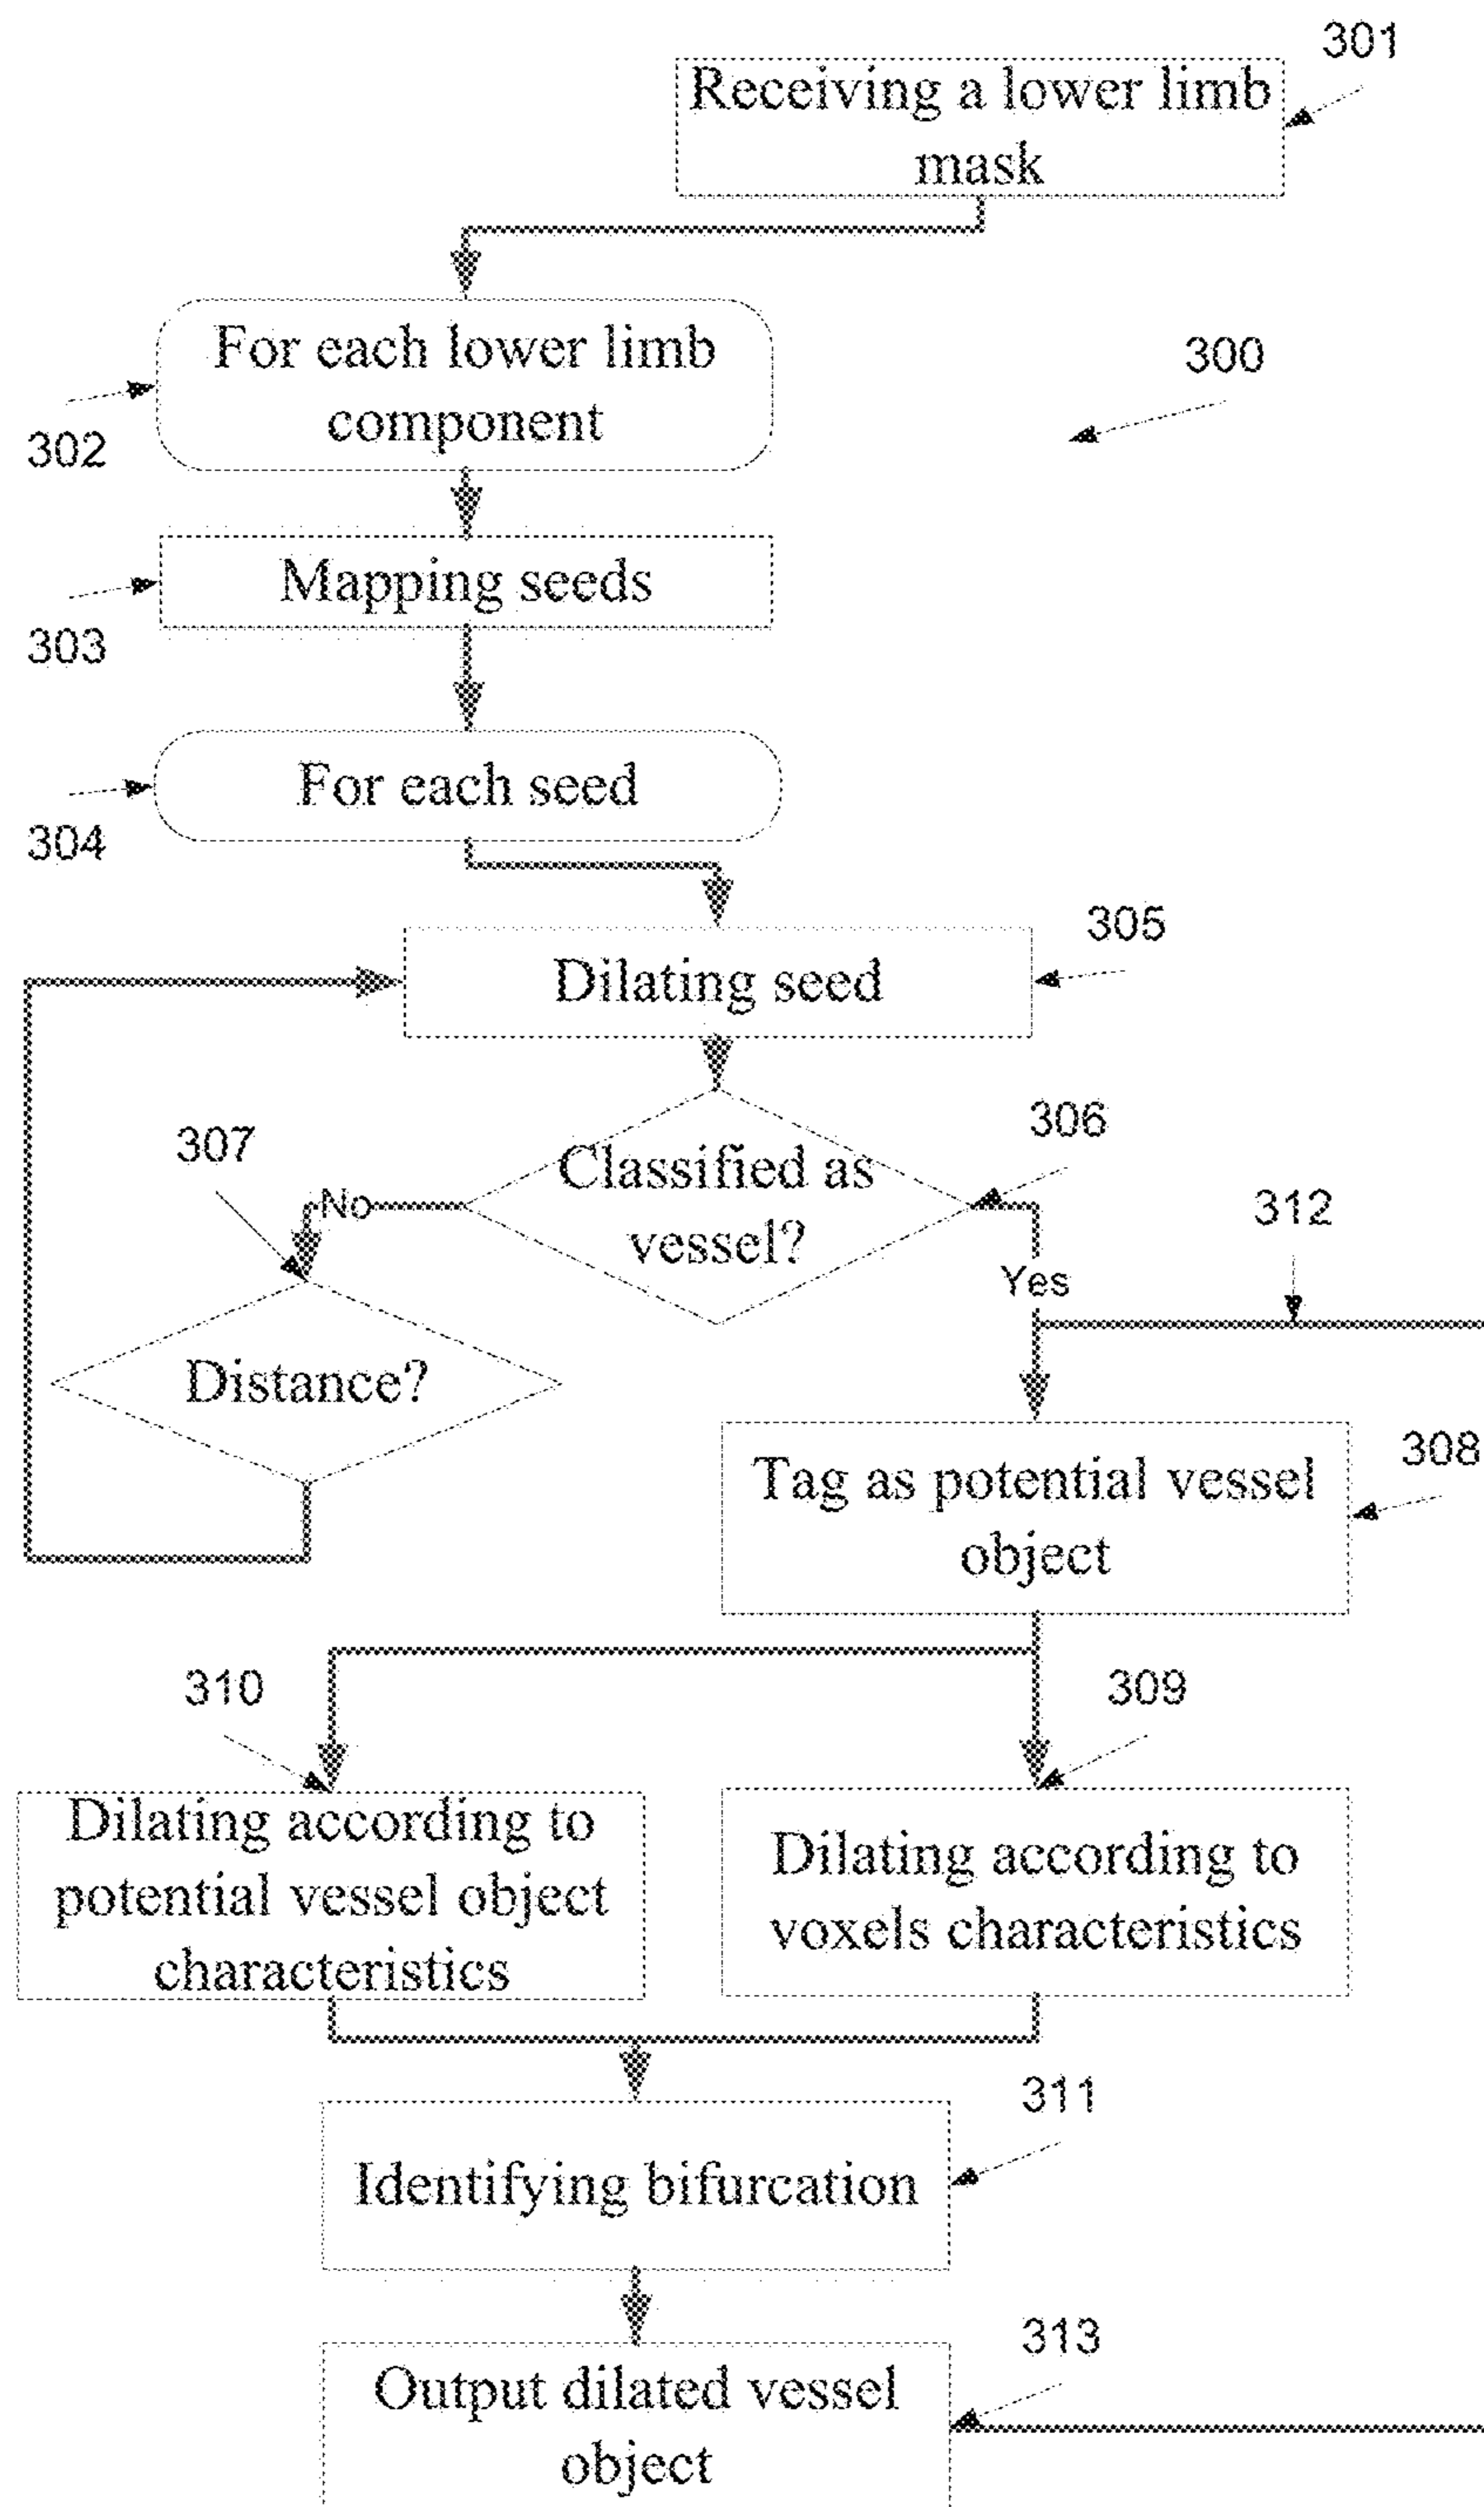 301
Receiving a lower limb
mask
For each lower limb
component
300
302
Mapping seeds
303
For each seed
304
305
Dilating seed
306
307
Classified as
vessel?
No
312
Yes
Distance?
308
Tag as potential vessel
object
310
309
Dilating according to
potential vessel object
characteristics
Dilating according to
voxels characteristics
311
Identifying bifurcation
313
Output dilated vessel
object